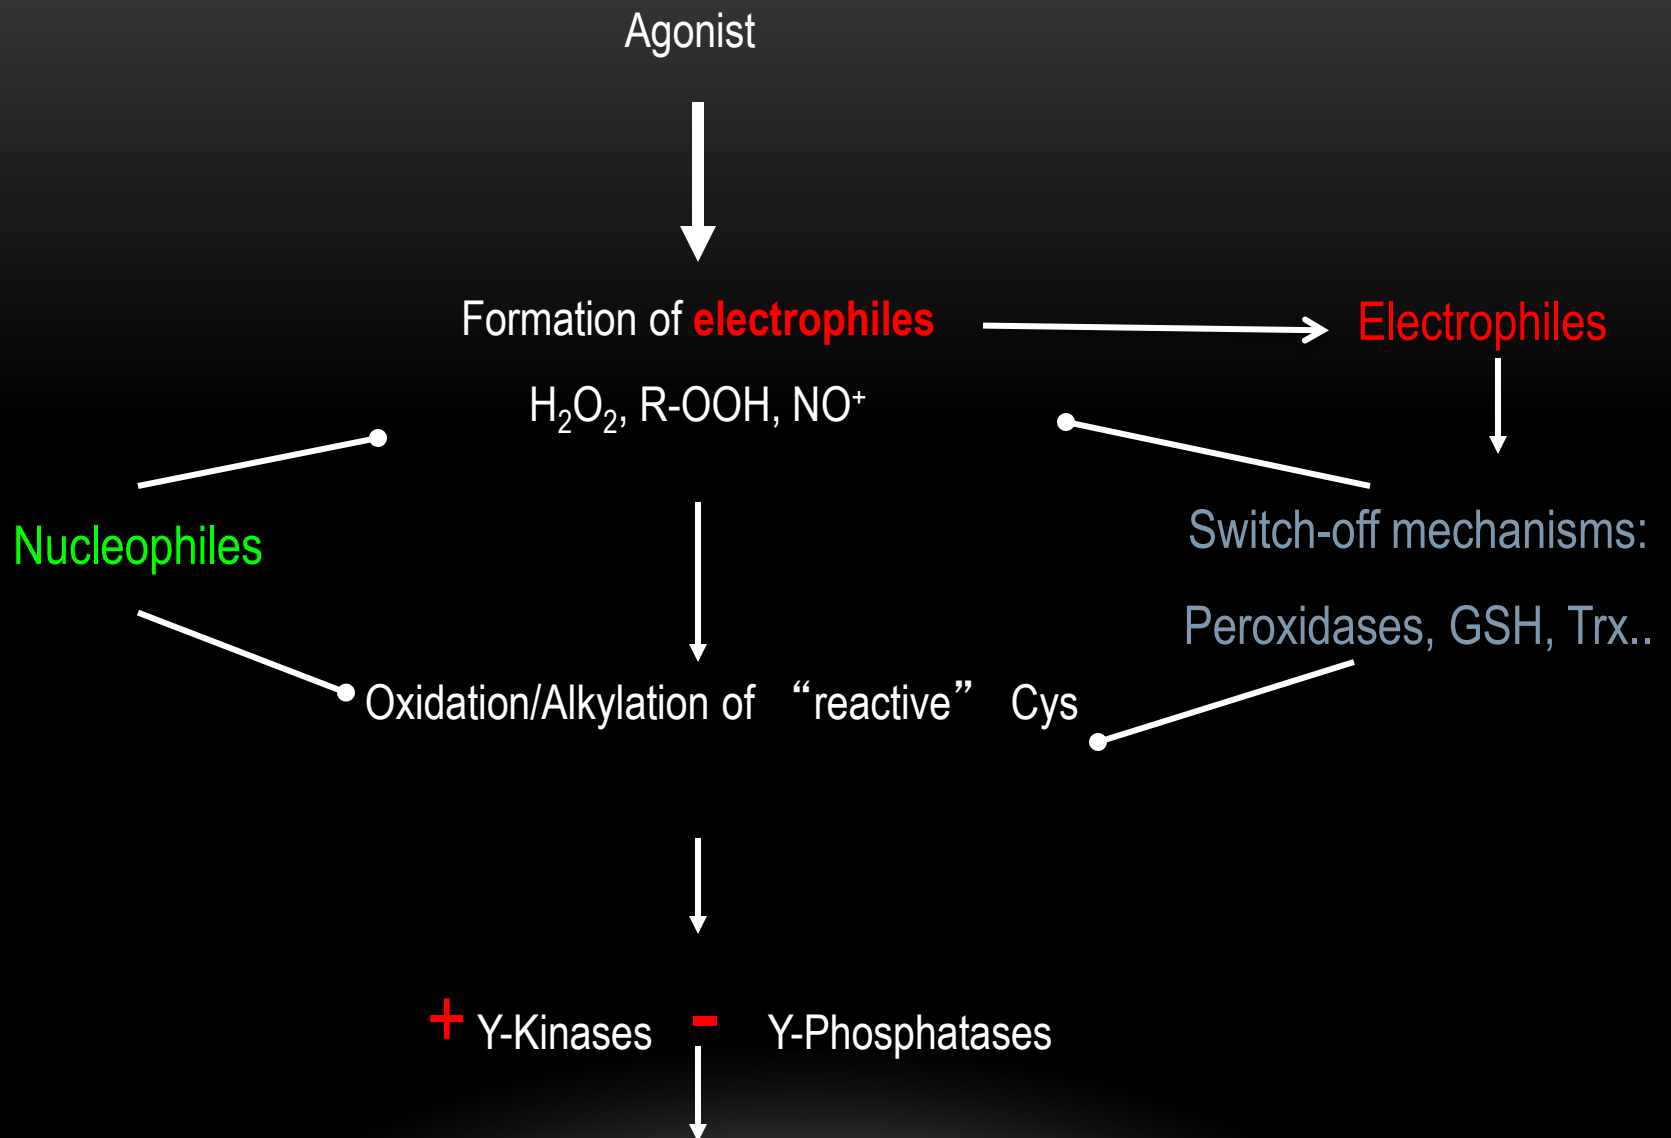 Agonist
Formation of electrophiles
Electrophiles
H₂O₂, R-OOH, NO⁺
Nucleophiles
Switch-off mechanisms:
Peroxidases, GSH, Trx..
Oxidation/Alkylation of “reactive” Cys
+ Y-Kinases - Y-Phosphatases